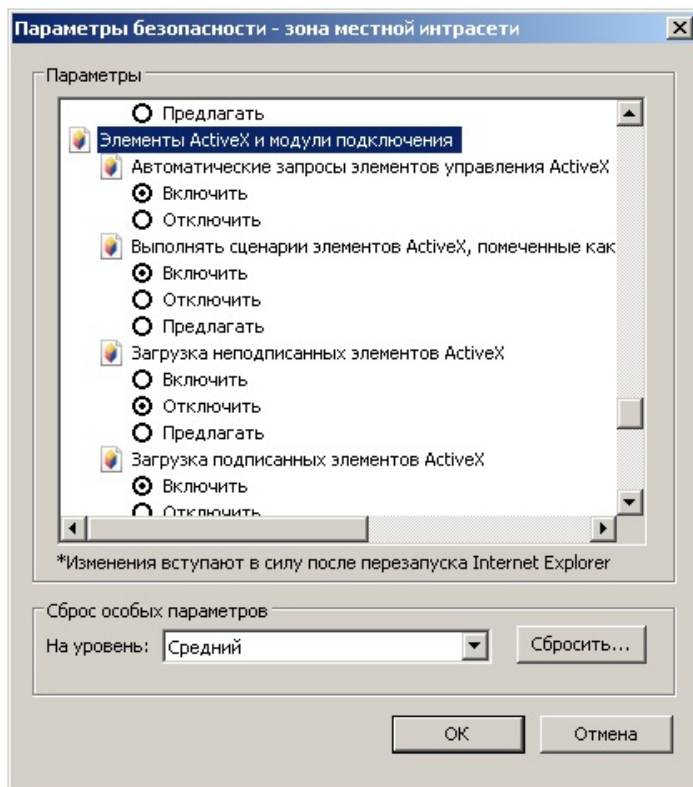 Параметры безопасности - зона местной интрасети
Параметры
Предлагать
Элементы ActiveX и модули подключения
Автоматические запросы элементов управления ActiveX
Включить
Отключить
Выполнять сценарии элементов ActiveX, помеченные как
Включить
Отключить
Предлагать
Загрузка неподписанных элементов ActiveX
Включить
Отключить
Предлагать
Загрузка подписанных элементов ActiveX
Включить
Отключить
*Изменения вступают в силу после перезапуска Internet Explorer
Сброс особых параметров
На уровень: Средний Сбросить...
ОК Отмена